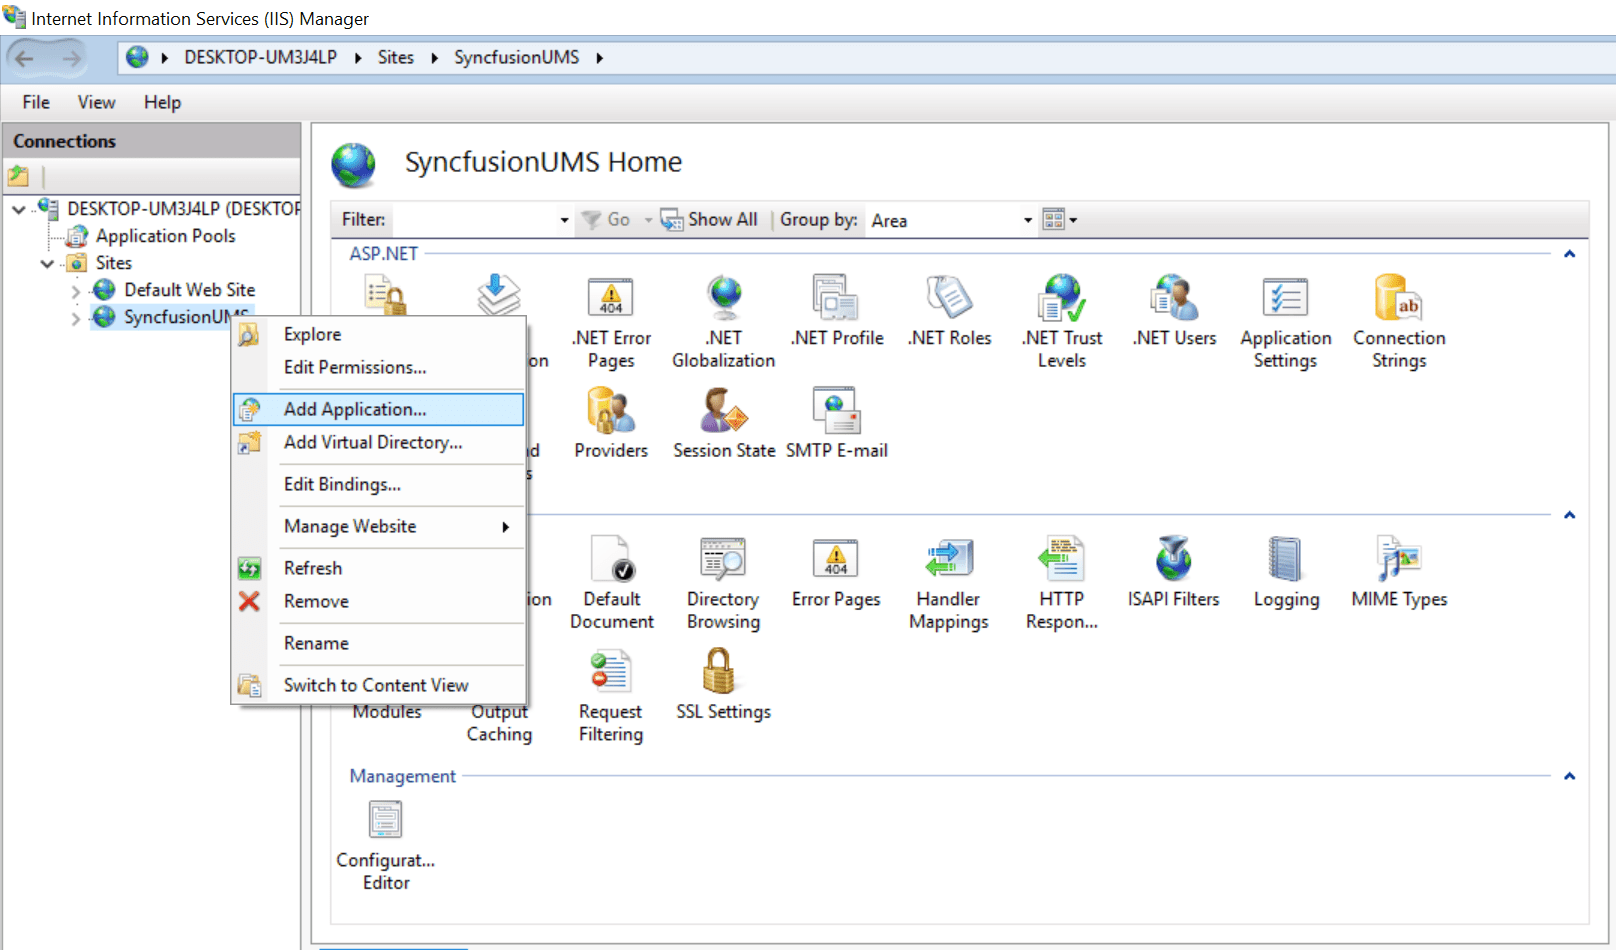 Internet Information Services (IIS) Manager
DESKTOP-UM3J4LP
Sites
SyncfusionUMS
File
View
Help
Connections
DESKTOP-UM3J4LP (DESKTOP
Application Pools
Sites
Default Web Site
SyncfusionUMS
Explore
Edit Permissions...
Add Application...
Add Virtual Directory...
Edit Bindings...
Manage Website
Refresh
Remove
Rename
Switch to Content View
SyncfusionUMS Home
Filter:
Go
Show All
Group by:
Area
ASP.NET
on
404
.NET Error
Pages
.NET
Globalization
.NET Profile
.NET Roles
.NET Trust
Levels
.NET Users
Application
Settings
ab
Connection
Strings
d
s
Providers
Session State
SMTP E-mail
ion
Default
Document
Directory
Browsing
404
Error Pages
Handler
Mappings
HTTP
Respon...
ISAPI Filters
Logging
MIME Types
Modules
Output
Caching
Request
Filtering
SSL Settings
Management
Configurat...
Editor